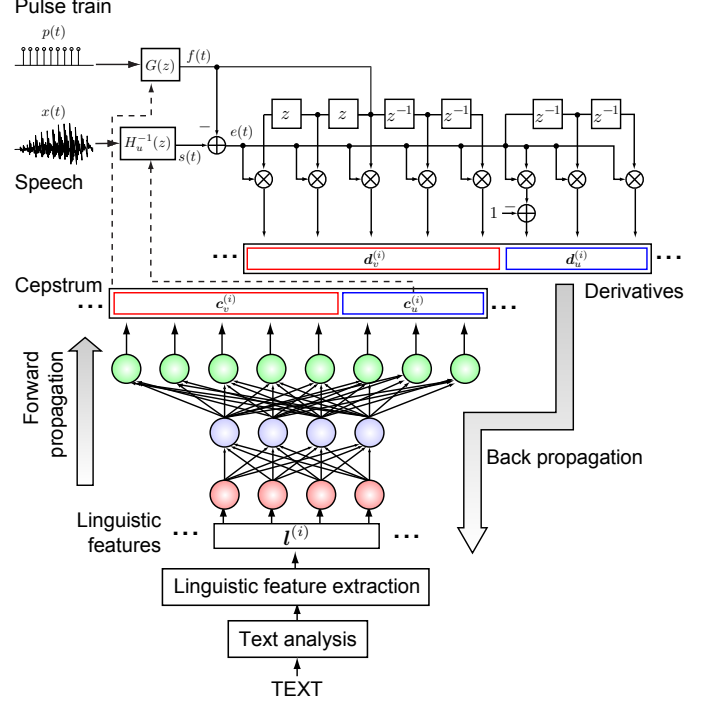 Pulse train
p(t)
G(z)
f(t)
x(t)
H_u^{-1}(z)
s(t)
−
e(t)
z
z
z^{-1}
z^{-1}
z^{-1}
z^{-1}
Speech
1
−
...
d_v^{(i)}
d_u^{(i)}
...
Cepstrum
...
c_v^{(i)}
c_u^{(i)}
...
Derivatives
Forward
propagation
Back propagation
Linguistic
features
...
l^{(i)}
...
Linguistic feature extraction
Text analysis
TEXT